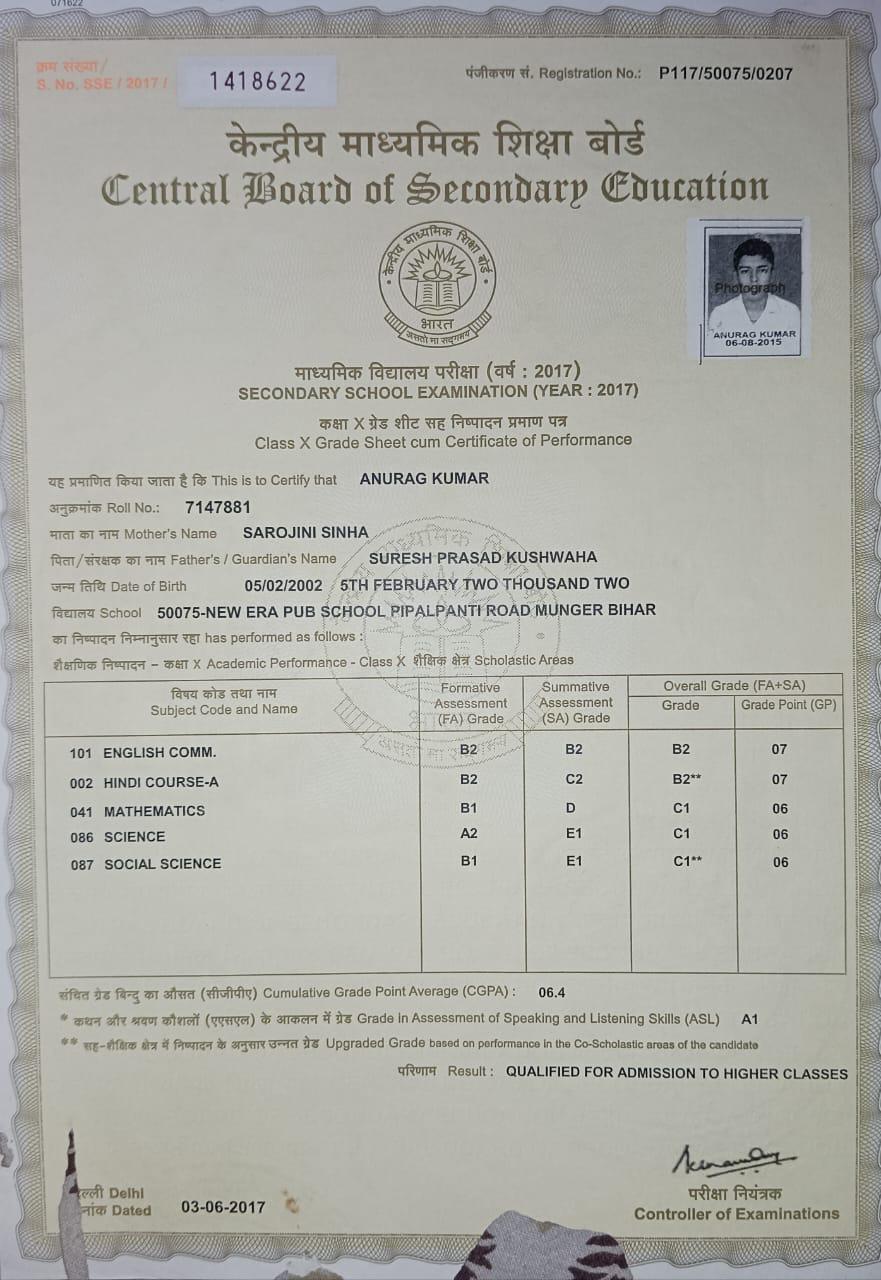 071622
क्रम संख्या/
S. No. SSE / 2017 /
1418622
पंजीकरण सं. Registration No.: P117/50075/0207
केन्द्रीय माध्यमिक शिक्षा बोर्ड
Central Board of Secondary Education
केन्द्रीय माध्यमिक शिक्षा बोर्ड
भारत
असतो मा सद्गमय
Photograph
ANURAG KUMAR
06-08-2015
माध्यमिक विद्यालय परीक्षा (वर्ष : 2017)
SECONDARY SCHOOL EXAMINATION (YEAR : 2017)
कक्षा X ग्रेड शीट सह निष्पादन प्रमाण पत्र
Class X Grade Sheet cum Certificate of Performance
यह प्रमाणित किया जाता है कि This is to Certify that ANURAG KUMAR
अनुक्रमांक Roll No.: 7147881
माता का नाम Mother's Name SAROJINI SINHA
पिता/संरक्षक का नाम Father's / Guardian's Name SURESH PRASAD KUSHWAHA
जन्म तिथि Date of Birth 05/02/2002 5TH FEBRUARY TWO THOUSAND TWO
विद्यालय School 50075-NEW ERA PUB SCHOOL PIPALPANTI ROAD MUNGER BIHAR
का निष्पादन निम्नानुसार रहा has performed as follows :
शैक्षणिक निष्पादन – कक्षा X Academic Performance - Class X शैक्षिक क्षेत्र Scholastic Areas
विषय कोड तथा नाम
Subject Code and Name
Formative Assessment (FA) Grade
Summative Assessment (SA) Grade
Overall Grade (FA+SA)
Grade Grade Point (GP)
101 ENGLISH COMM. B2 B2 B2 07
002 HINDI COURSE-A B2 C2 B2** 07
041 MATHEMATICS B1 D C1 06
086 SCIENCE A2 E1 C1 06
087 SOCIAL SCIENCE B1 E1 C1** 06
संचित ग्रेड बिन्दु का औसत (सीजीपीए) Cumulative Grade Point Average (CGPA) : 06.4
* कथन और श्रवण कौशलों (एएसएल) के आकलन में ग्रेड Grade in Assessment of Speaking and Listening Skills (ASL) A1
** सह-शैक्षिक क्षेत्र में निष्पादन के अनुसार उन्नत ग्रेड Upgraded Grade based on performance in the Co-Scholastic areas of the candidate
परिणाम Result : QUALIFIED FOR ADMISSION TO HIGHER CLASSES
Delhi
Dated 03-06-2017
परीक्षा नियंत्रक
Controller of Examinations